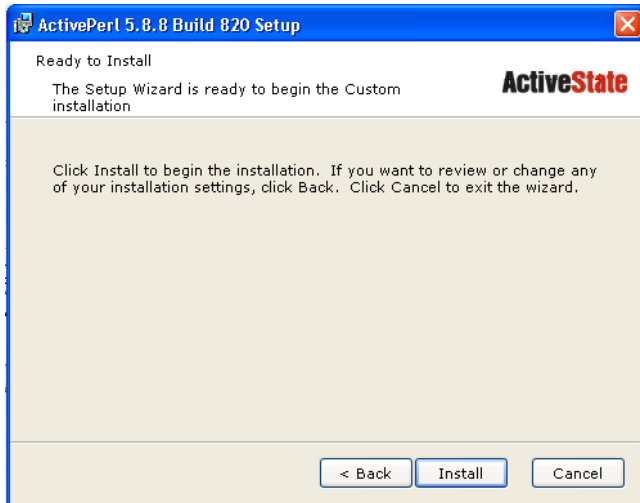 ActivePerl 5.8.8 Build 820 Setup
Ready to Install
The Setup Wizard is ready to begin the Custom
installation
ActiveState
Click Install to begin the installation. If you want to review or change any
of your installation settings, click Back. Click Cancel to exit the wizard.
< Back
Install
Cancel